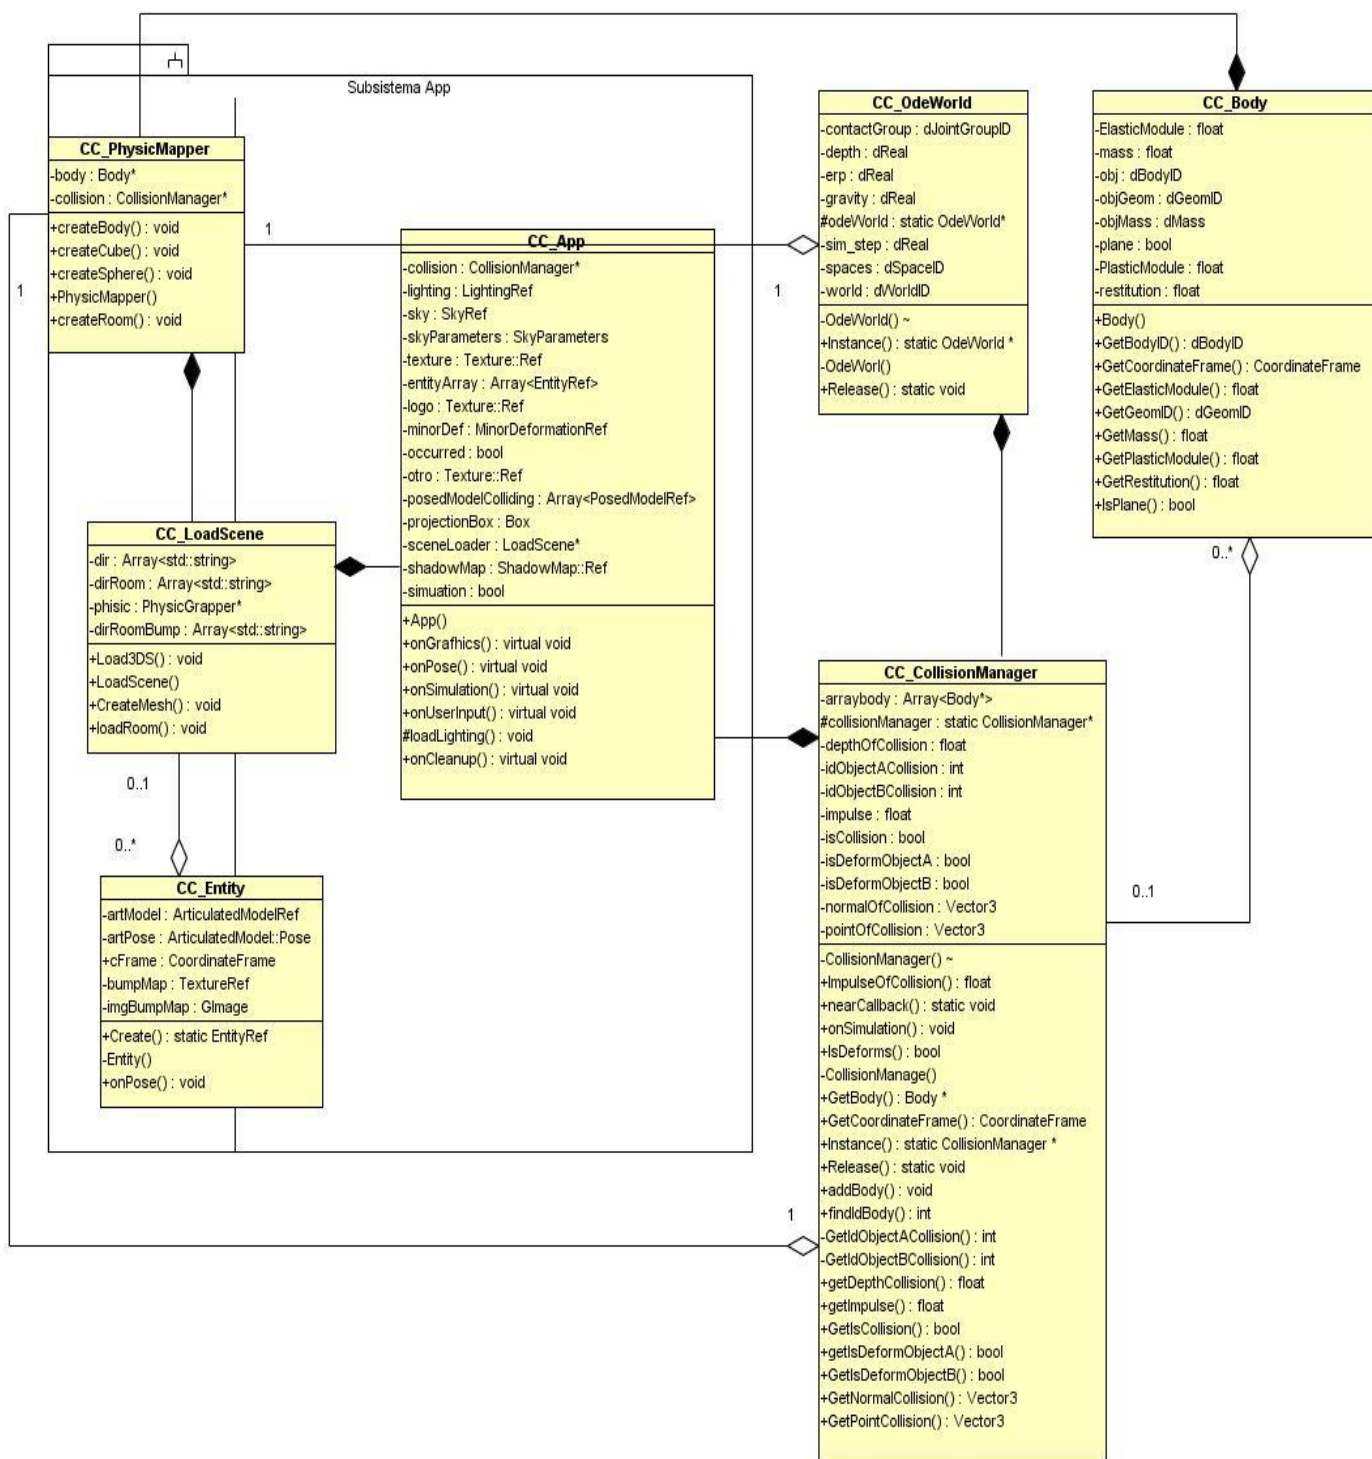 Subsistema App
CC_PhysicMapper
-body : Body*
-collision : CollisionManager*
+createBody() : void
+createCube() : void
+createSphere() : void
+PhysicMapper()
+createRoom() : void
1
1
1
CC_App
-collision : CollisionManager*
-lighting : LightingRef
-sky : SkyRef
-skyParameters : SkyParameters
-texture : Texture::Ref
-entityArray : Array<EntityRef>
-logo : Texture::Ref
-minorDef : MinorDeformationRef
-occurred : bool
-otro : Texture::Ref
-posedModelColliding : Array<PosedModelRef>
-projectionBox : Box
-sceneLoader : LoadScene*
-shadowMap : ShadowMap::Ref
-simuation : bool
+App()
+onGrafhics() : virtual void
+onPose() : virtual void
+onSimulation() : virtual void
+onUserInput() : virtual void
#loadLighting() : void
+onCleanup() : virtual void
CC_OdeWorld
-contactGroup : dJointGroupID
-depth : dReal
-erp : dReal
-gravity : dReal
#odeWorld : static OdeWorld*
-sim_step : dReal
-spaces : dSpaceID
-world : dWorldID
-OdeWorld() ~
+Instance() : static OdeWorld *
-OdeWorl()
+Release() : static void
CC_Body
-ElasticModule : float
-mass : float
-obj : dBodyID
-objGeom : dGeomID
-objMass : dMass
-plane : bool
-PlasticModule : float
-restitution : float
+Body()
+GetBodyID() : dBodyID
+GetCoordinateFrame() : CoordinateFrame
+GetElasticModule() : float
+GetGeomID() : dGeomID
+GetMass() : float
+GetPlasticModule() : float
+GetRestitution() : float
+IsPlane() : bool
0..*
CC_LoadScene
-dir : Array<std::string>
-dirRoom : Array<std::string>
-phisic : PhysicGrapper*
-dirRoomBump : Array<std::string>
+Load3DS() : void
+LoadScene()
+CreateMesh() : void
+loadRoom() : void
0..1
0..*
CC_Entity
-artModel : ArticulatedModelRef
-artPose : ArticulatedModel::Pose
+cFrame : CoordinateFrame
-bumpMap : TextureRef
-imgBumpMap : GImage
+Create() : static EntityRef
-Entity()
+onPose() : void
CC_CollisionManager
-arraybody : Array<Body*>
#collisionManager : static CollisionManager*
-depthOfCollision : float
-idObjectACollision : int
-idObjectBCollision : int
-impulse : float
-isCollision : bool
-isDeformObjectA : bool
-isDeformObjectB : bool
-normalOfCollision : Vector3
-pointOfCollision : Vector3
-CollisionManager() ~
+ImpulseOfCollision() : float
+nearCallback() : static void
+onSimulation() : void
+IsDeforms() : bool
-CollisionManage()
+GetBody() : Body *
+GetCoordinateFrame() : CoordinateFrame
+Instance() : static CollisionManager *
+Release() : static void
+addBody() : void
+findIdBody() : int
-GetIdObjectACollision() : int
-GetIdObjectBCollision() : int
+getDepthCollision() : float
+getImpulse() : float
+GetIsCollision() : bool
+getIsDeformObjectA() : bool
+GetIsDeformObjectB() : bool
+GetNormalCollision() : Vector3
+GetPointCollision() : Vector3
0..1
1